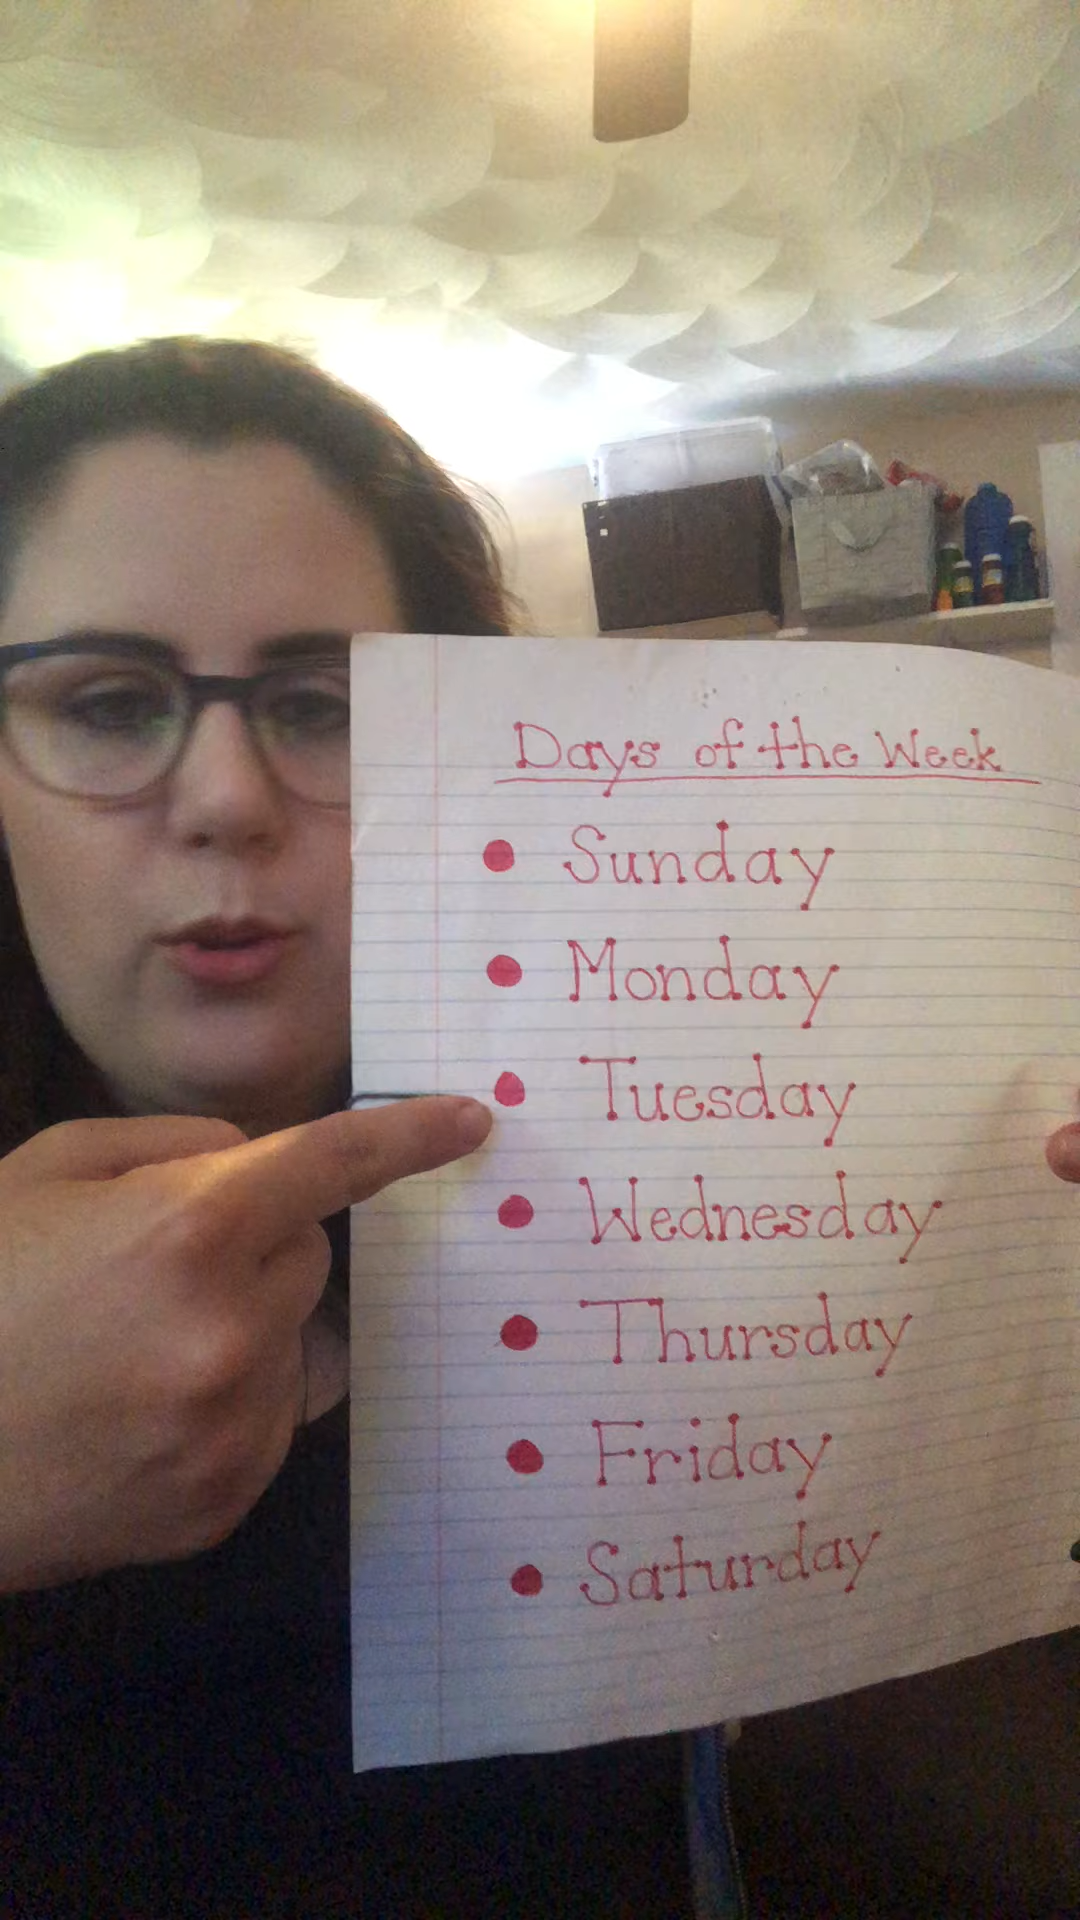 Days of the Week
• Sunday
• Monday
• Tuesday
• Wednesday
• Thursday
• Friday
• Saturday